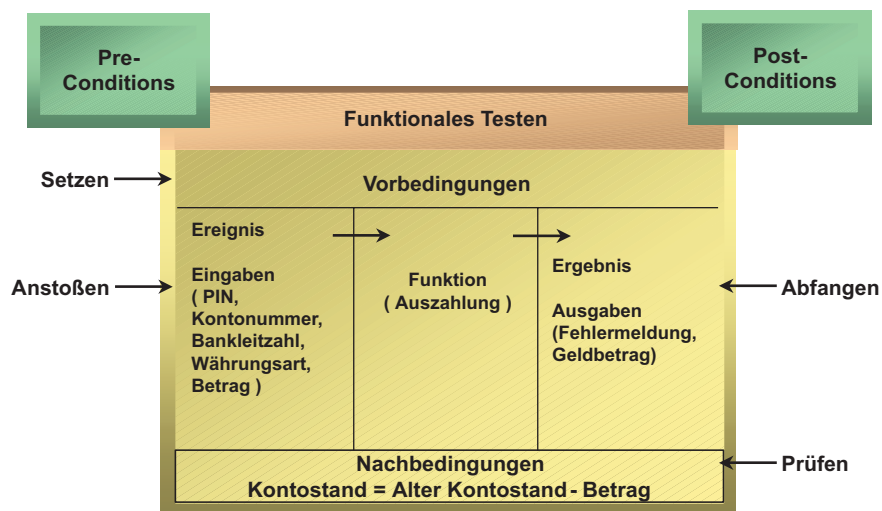 Pre-
Conditions
Post-
Conditions
Funktionales Testen
Setzen
Vorbedingungen
Ereignis
Anstoßen
Eingaben
( PIN,
Kontonummer,
Bankleitzahl,
Währungsart,
Betrag )
Funktion
( Auszahlung )
Ergebnis
Ausgaben
(Fehlermeldung,
Geldbetrag)
Abfangen
Nachbedingungen
Kontostand = Alter Kontostand - Betrag
Prüfen